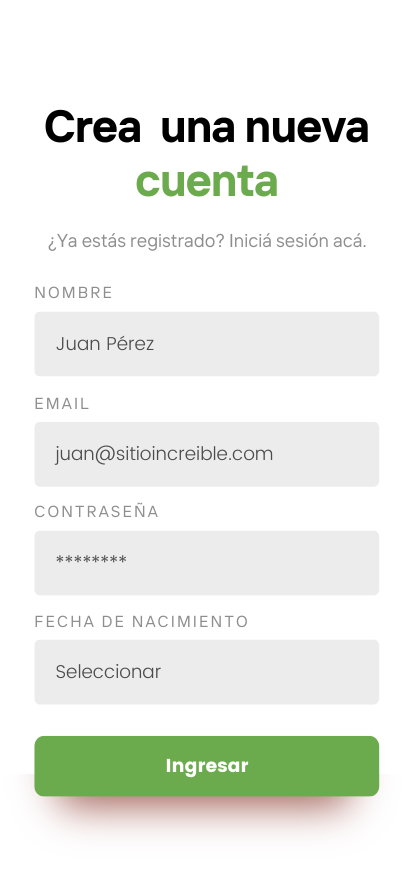 Crea una nueva
cuenta
¿Ya estás registrado? Iniciá sesión acá.
NOMBRE
Juan Pérez
EMAIL
juan@sitioincreible.com
CONTRASEÑA
********
FECHA DE NACIMIENTO
Seleccionar
Ingresar